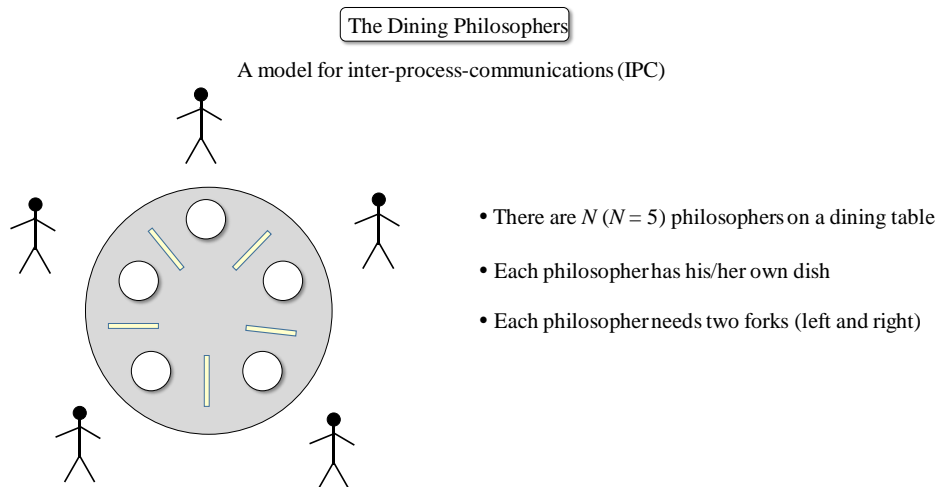 The Dining Philosophers
A model for inter-process-communications (IPC)
• There are N (N = 5) philosophers on a dining table
• Each philosopher has his/her own dish
• Each philosopher needs two forks (left and right)